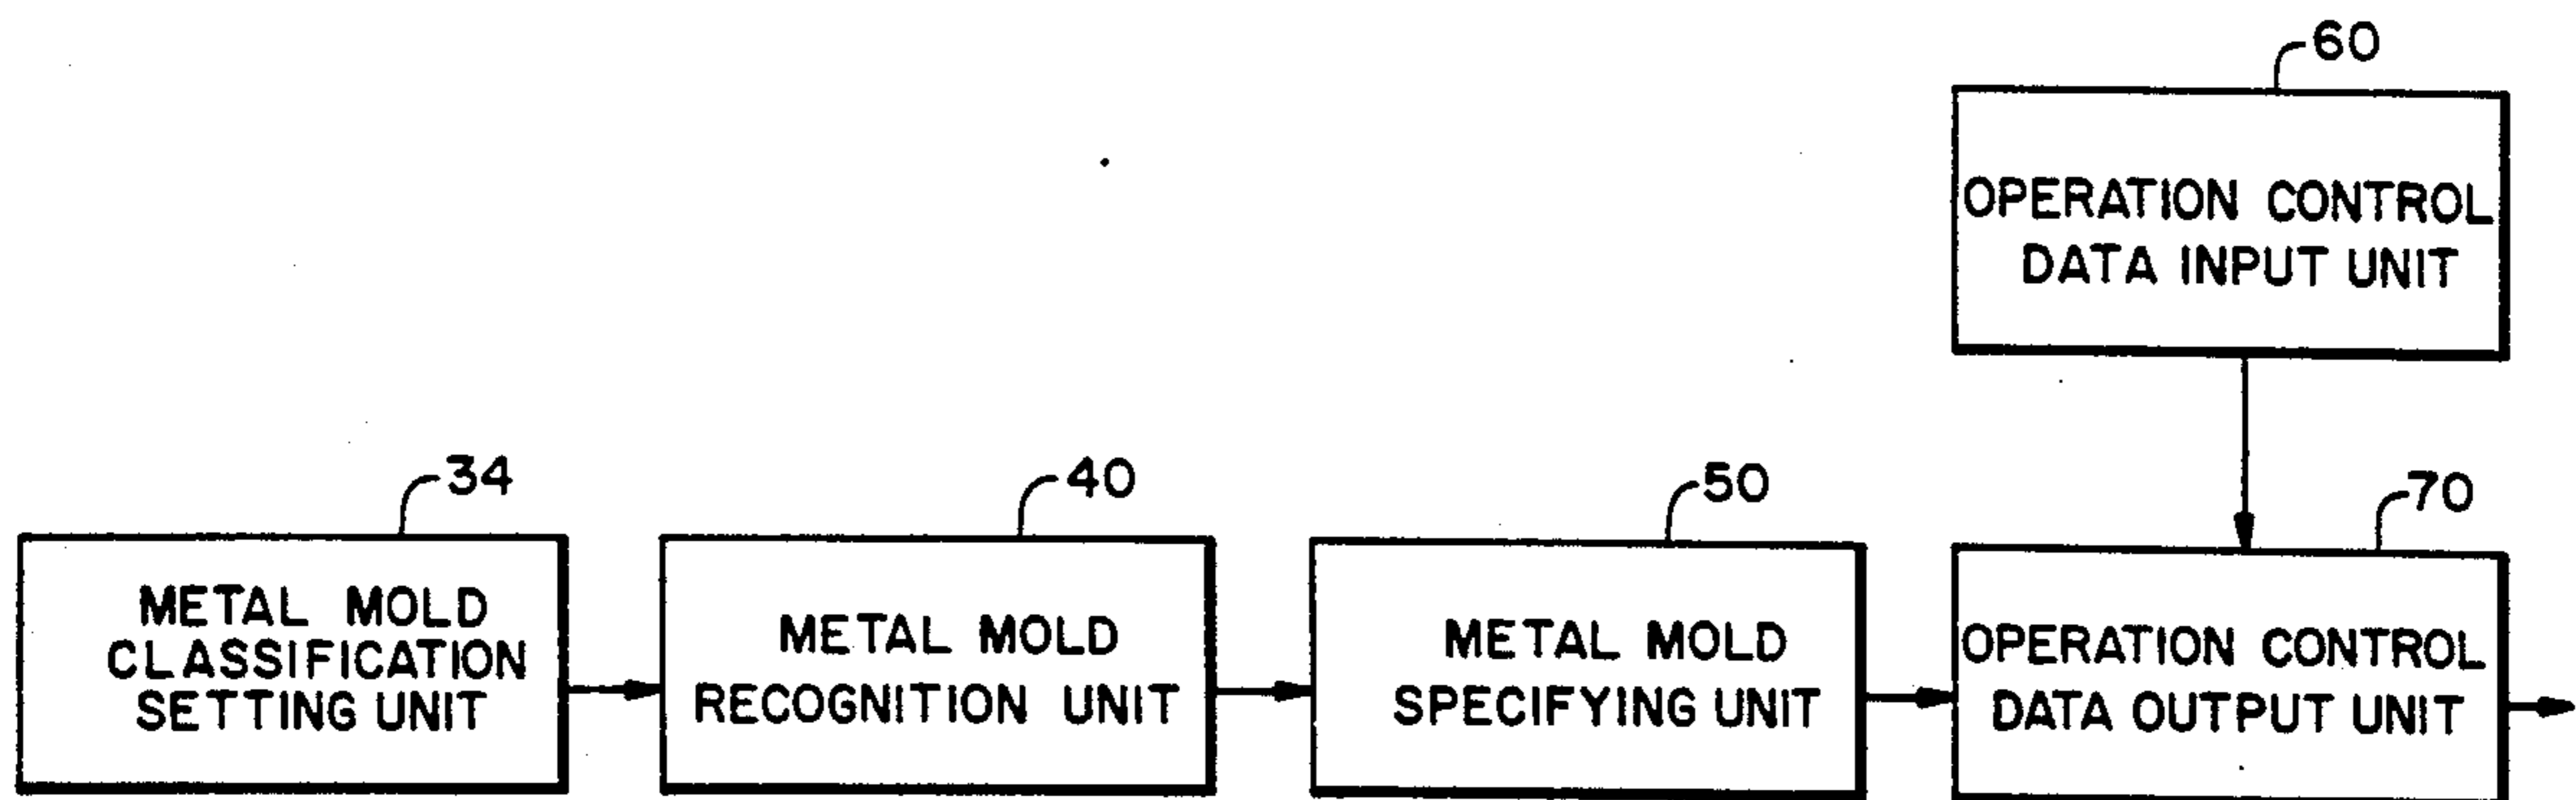 60
OPERATION CONTROL
DATA INPUT UNIT
34
40
50
70
METAL MOLD
CLASSIFICATION
SETTING UNIT
METAL MOLD
RECOGNITION UNIT
METAL MOLD
SPECIFYING UNIT
OPERATION CONTROL
DATA OUTPUT UNIT